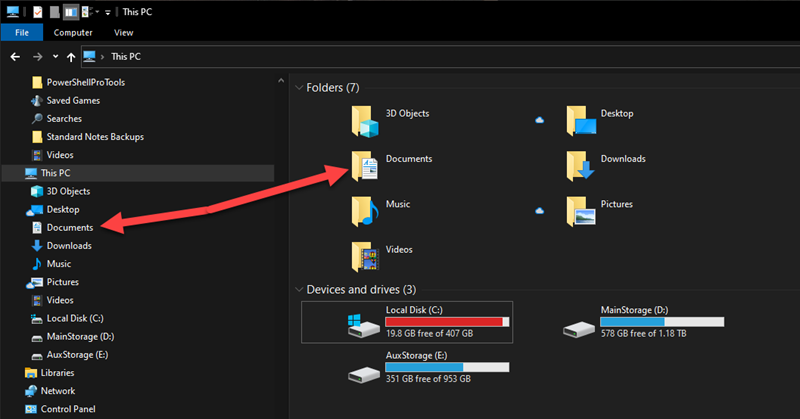 This PC
File
Computer
View
This PC
PowerShellProTools
Saved Games
Searches
Standard Notes Backups
Videos
This PC
3D Objects
Desktop
Documents
Downloads
Music
Pictures
Videos
Local Disk (C:)
MainStorage (D:)
AuxStorage (E:)
Libraries
Network
Control Panel
Folders (7)
3D Objects
Desktop
Documents
Downloads
Music
Pictures
Videos
Devices and drives (3)
Local Disk (C:)
19.8 GB free of 407 GB
MainStorage (D:)
578 GB free of 1.18 TB
AuxStorage (E:)
351 GB free of 953 GB